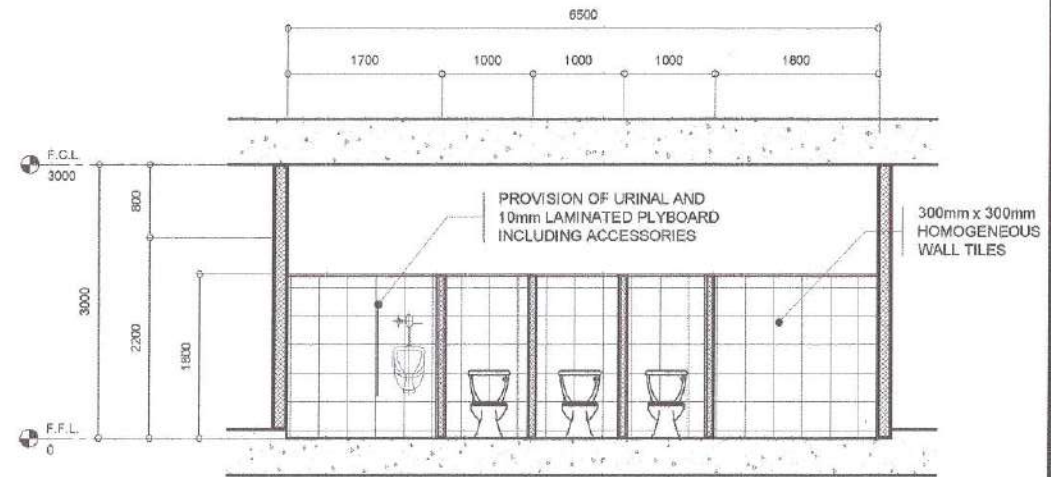 6500
1700
1000
1000
1000
1800
F.C.L.
3000
800
PROVISION OF URINAL AND
10mm LAMINATED PLYBOARD
INCLUDING ACCESSORIES
300mm x 300mm
HOMOGENEOUS
WALL TILES
3000
2200
1800
F.F.L.
0